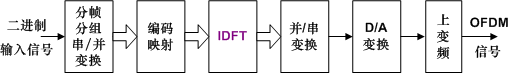 二进制
输入信号
分帧
分组
串/并
变换
编码
映射
IDFT
并/串
变换
D/A
变换
上
变
频
OFDM
信号